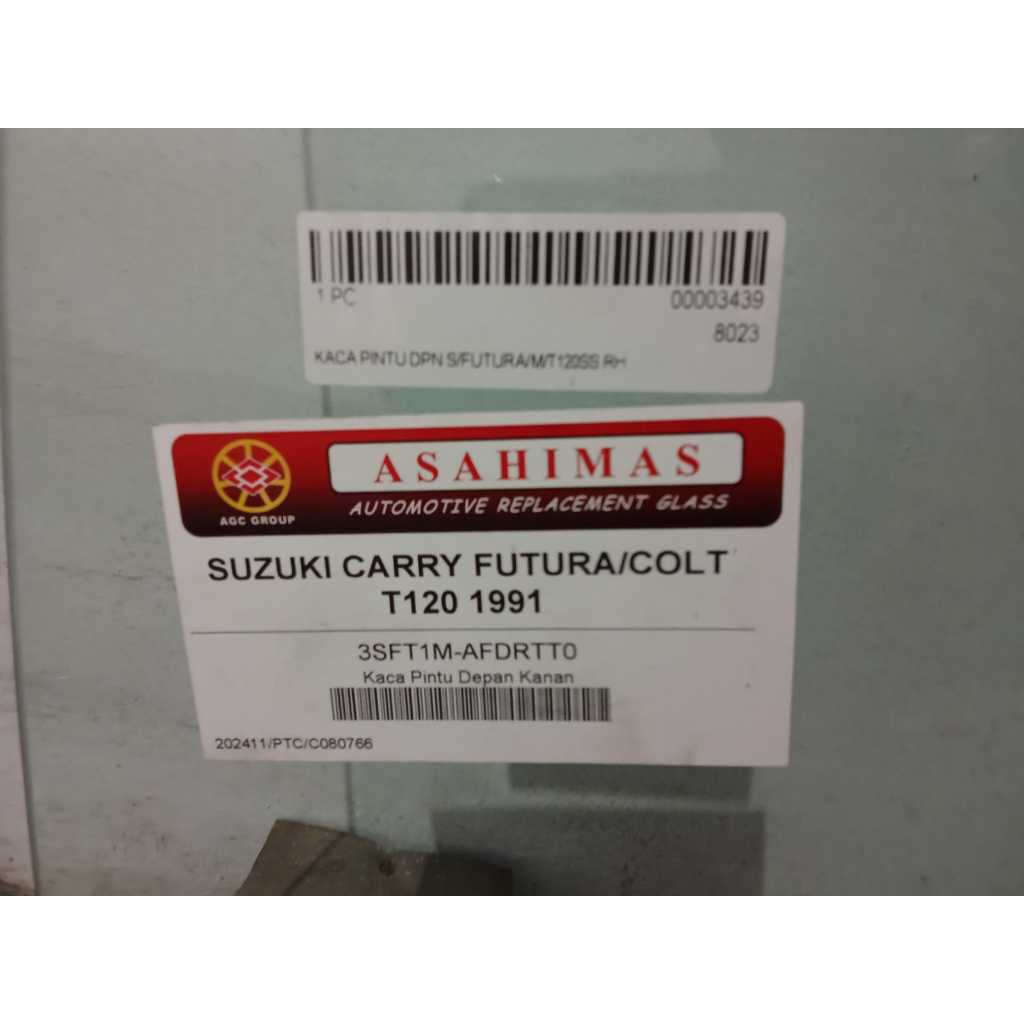 1 PC
00003439
8023
KACA PINTU DPN S/FUTURA/M/T120SS RH
ASAHIMAS
AUTOMOTIVE REPLACEMENT GLASS
AGC GROUP
SUZUKI CARRY FUTURA/COLT
T120 1991
3SFT1M-AFDRTT0
Kaca Pintu Depan Kanan
202411/PTC/C080766